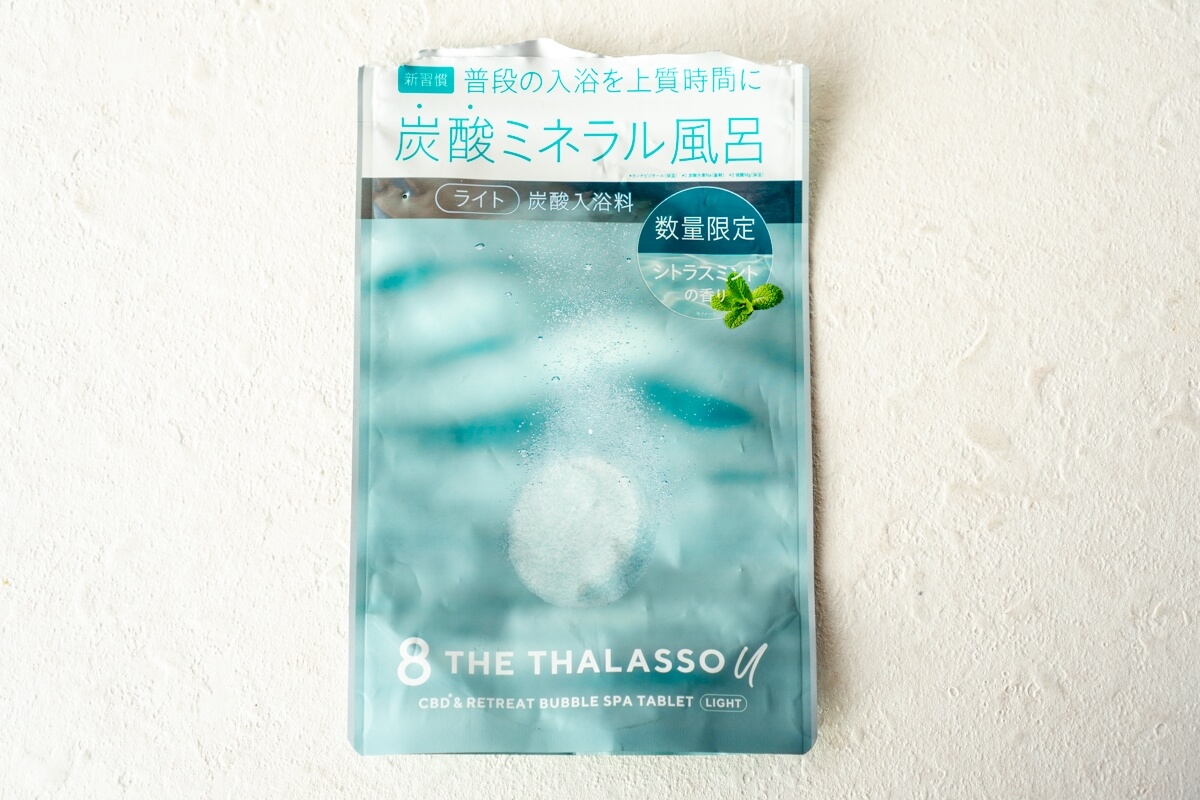 新習慣 普段の入浴を上質時間に
炭酸ミネラル風呂
ライト 炭酸入浴料
数量限定
シトラスミント
の香り
8 THE THALASSO u
CBD* & RETREAT BUBBLE SPA TABLET LIGHT